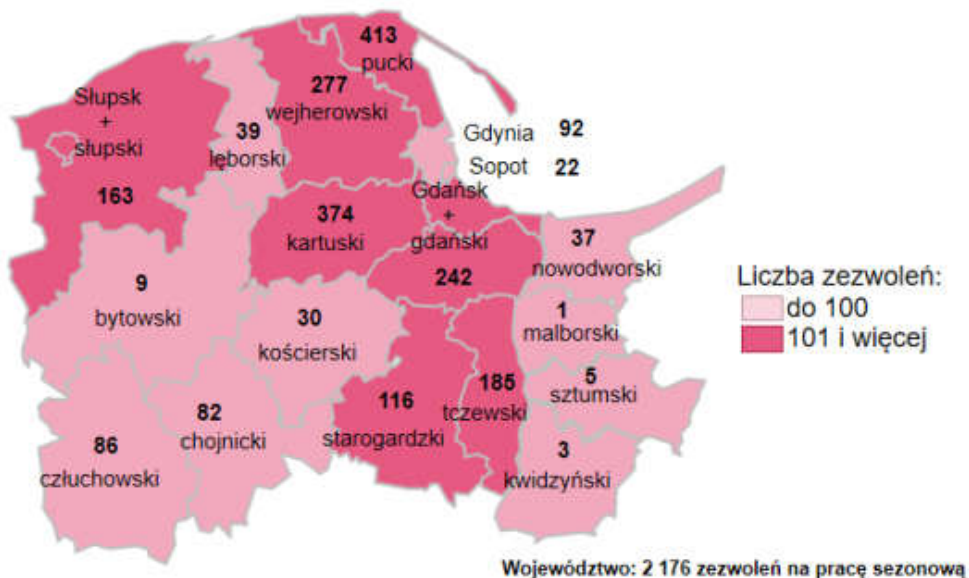 413
pucki
277
wejherowski
Słupsk
+
słupski
163
39
lęborski
Gdynia 92
Sopot 22
Gdańsk
+
gdański
242
374
kartuski
37
nowodworski
9
bytowski
30
kościerski
1
malborski
Liczba zezwoleń:
do 100
101 i więcej
5
sztumski
185
tczewski
116
starogardzki
82
chojnicki
86
człuchowski
3
kwidzyński
Województwo: 2 176 zezwoleń na pracę sezonową